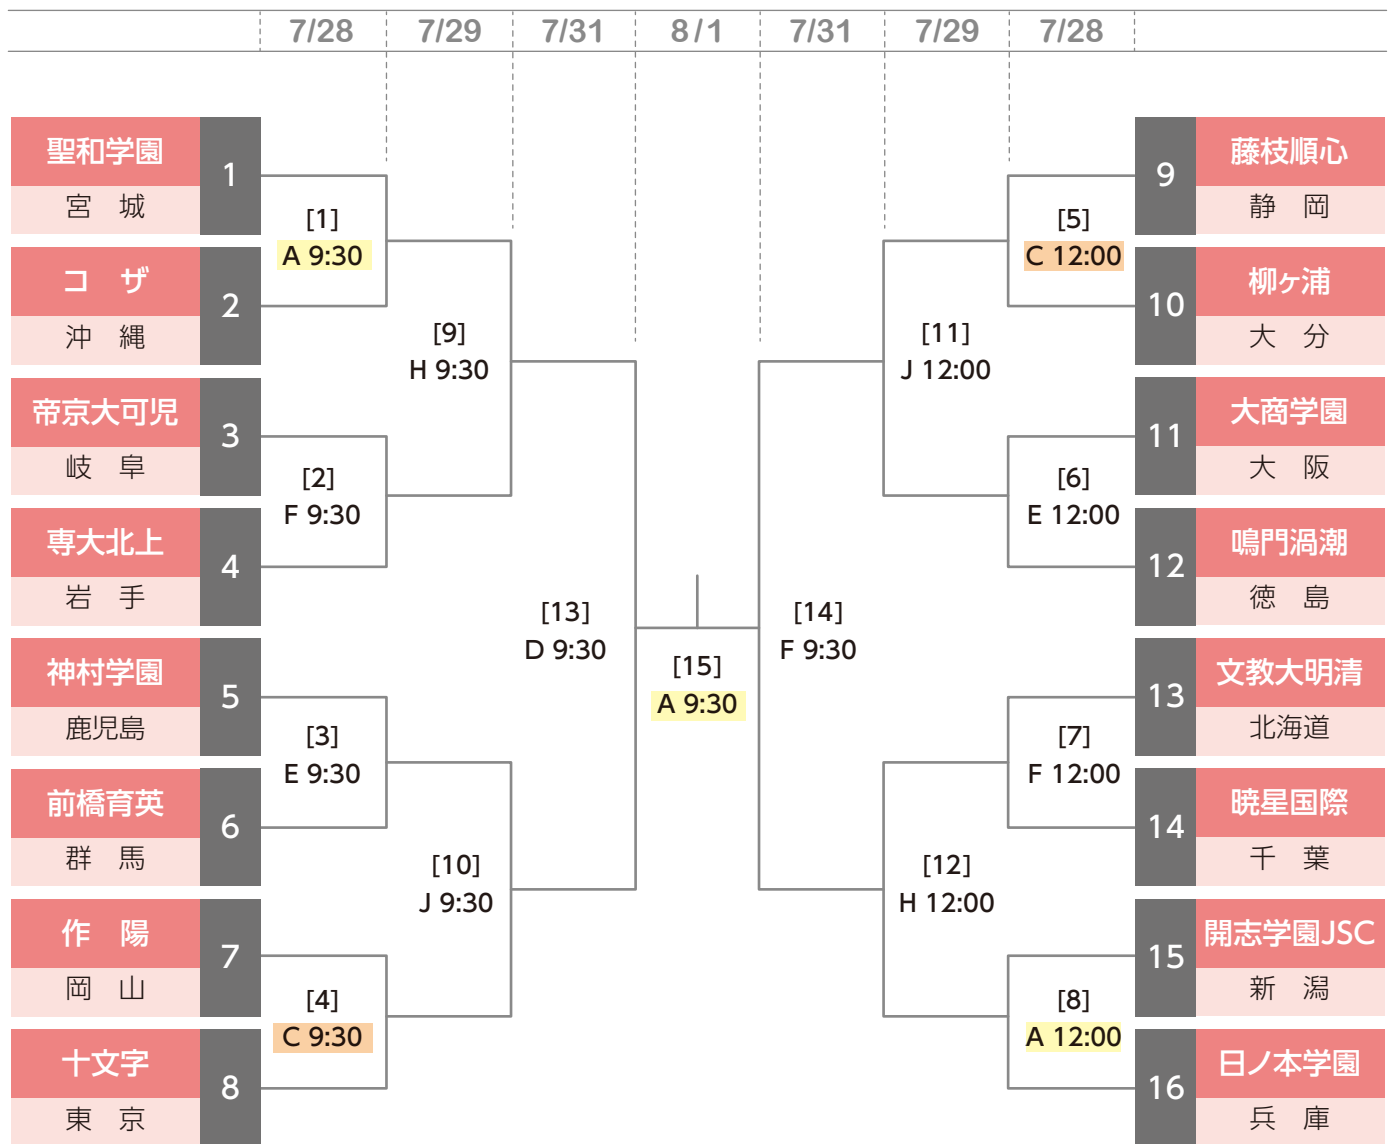 7/28 7/29 7/31 8/1 7/31 7/29 7/28
聖和学園
宮 城
1
コ ザ
沖 縄
2
帝京大可児
岐 阜
3
専大北上
岩 手
4
神村学園
鹿児島
5
前橋育英
群 馬
6
作 陽
岡 山
7
十文字
東 京
8
[1]
A 9:30
[2]
F 9:30
[3]
E 9:30
[4]
C 9:30
[9]
H 9:30
[10]
J 9:30
[13]
D 9:30
[15]
A 9:30
[14]
F 9:30
[11]
J 12:00
[12]
H 12:00
[5]
C 12:00
[6]
E 12:00
[7]
F 12:00
[8]
A 12:00
9
藤枝順心
静 岡
10
柳ヶ浦
大 分
11
大商学園
大 阪
12
鳴門渦潮
徳 島
13
文教大明清
北海道
14
暁星国際
千 葉
15
開志学園JSC
新 潟
16
日ノ本学園
兵 庫